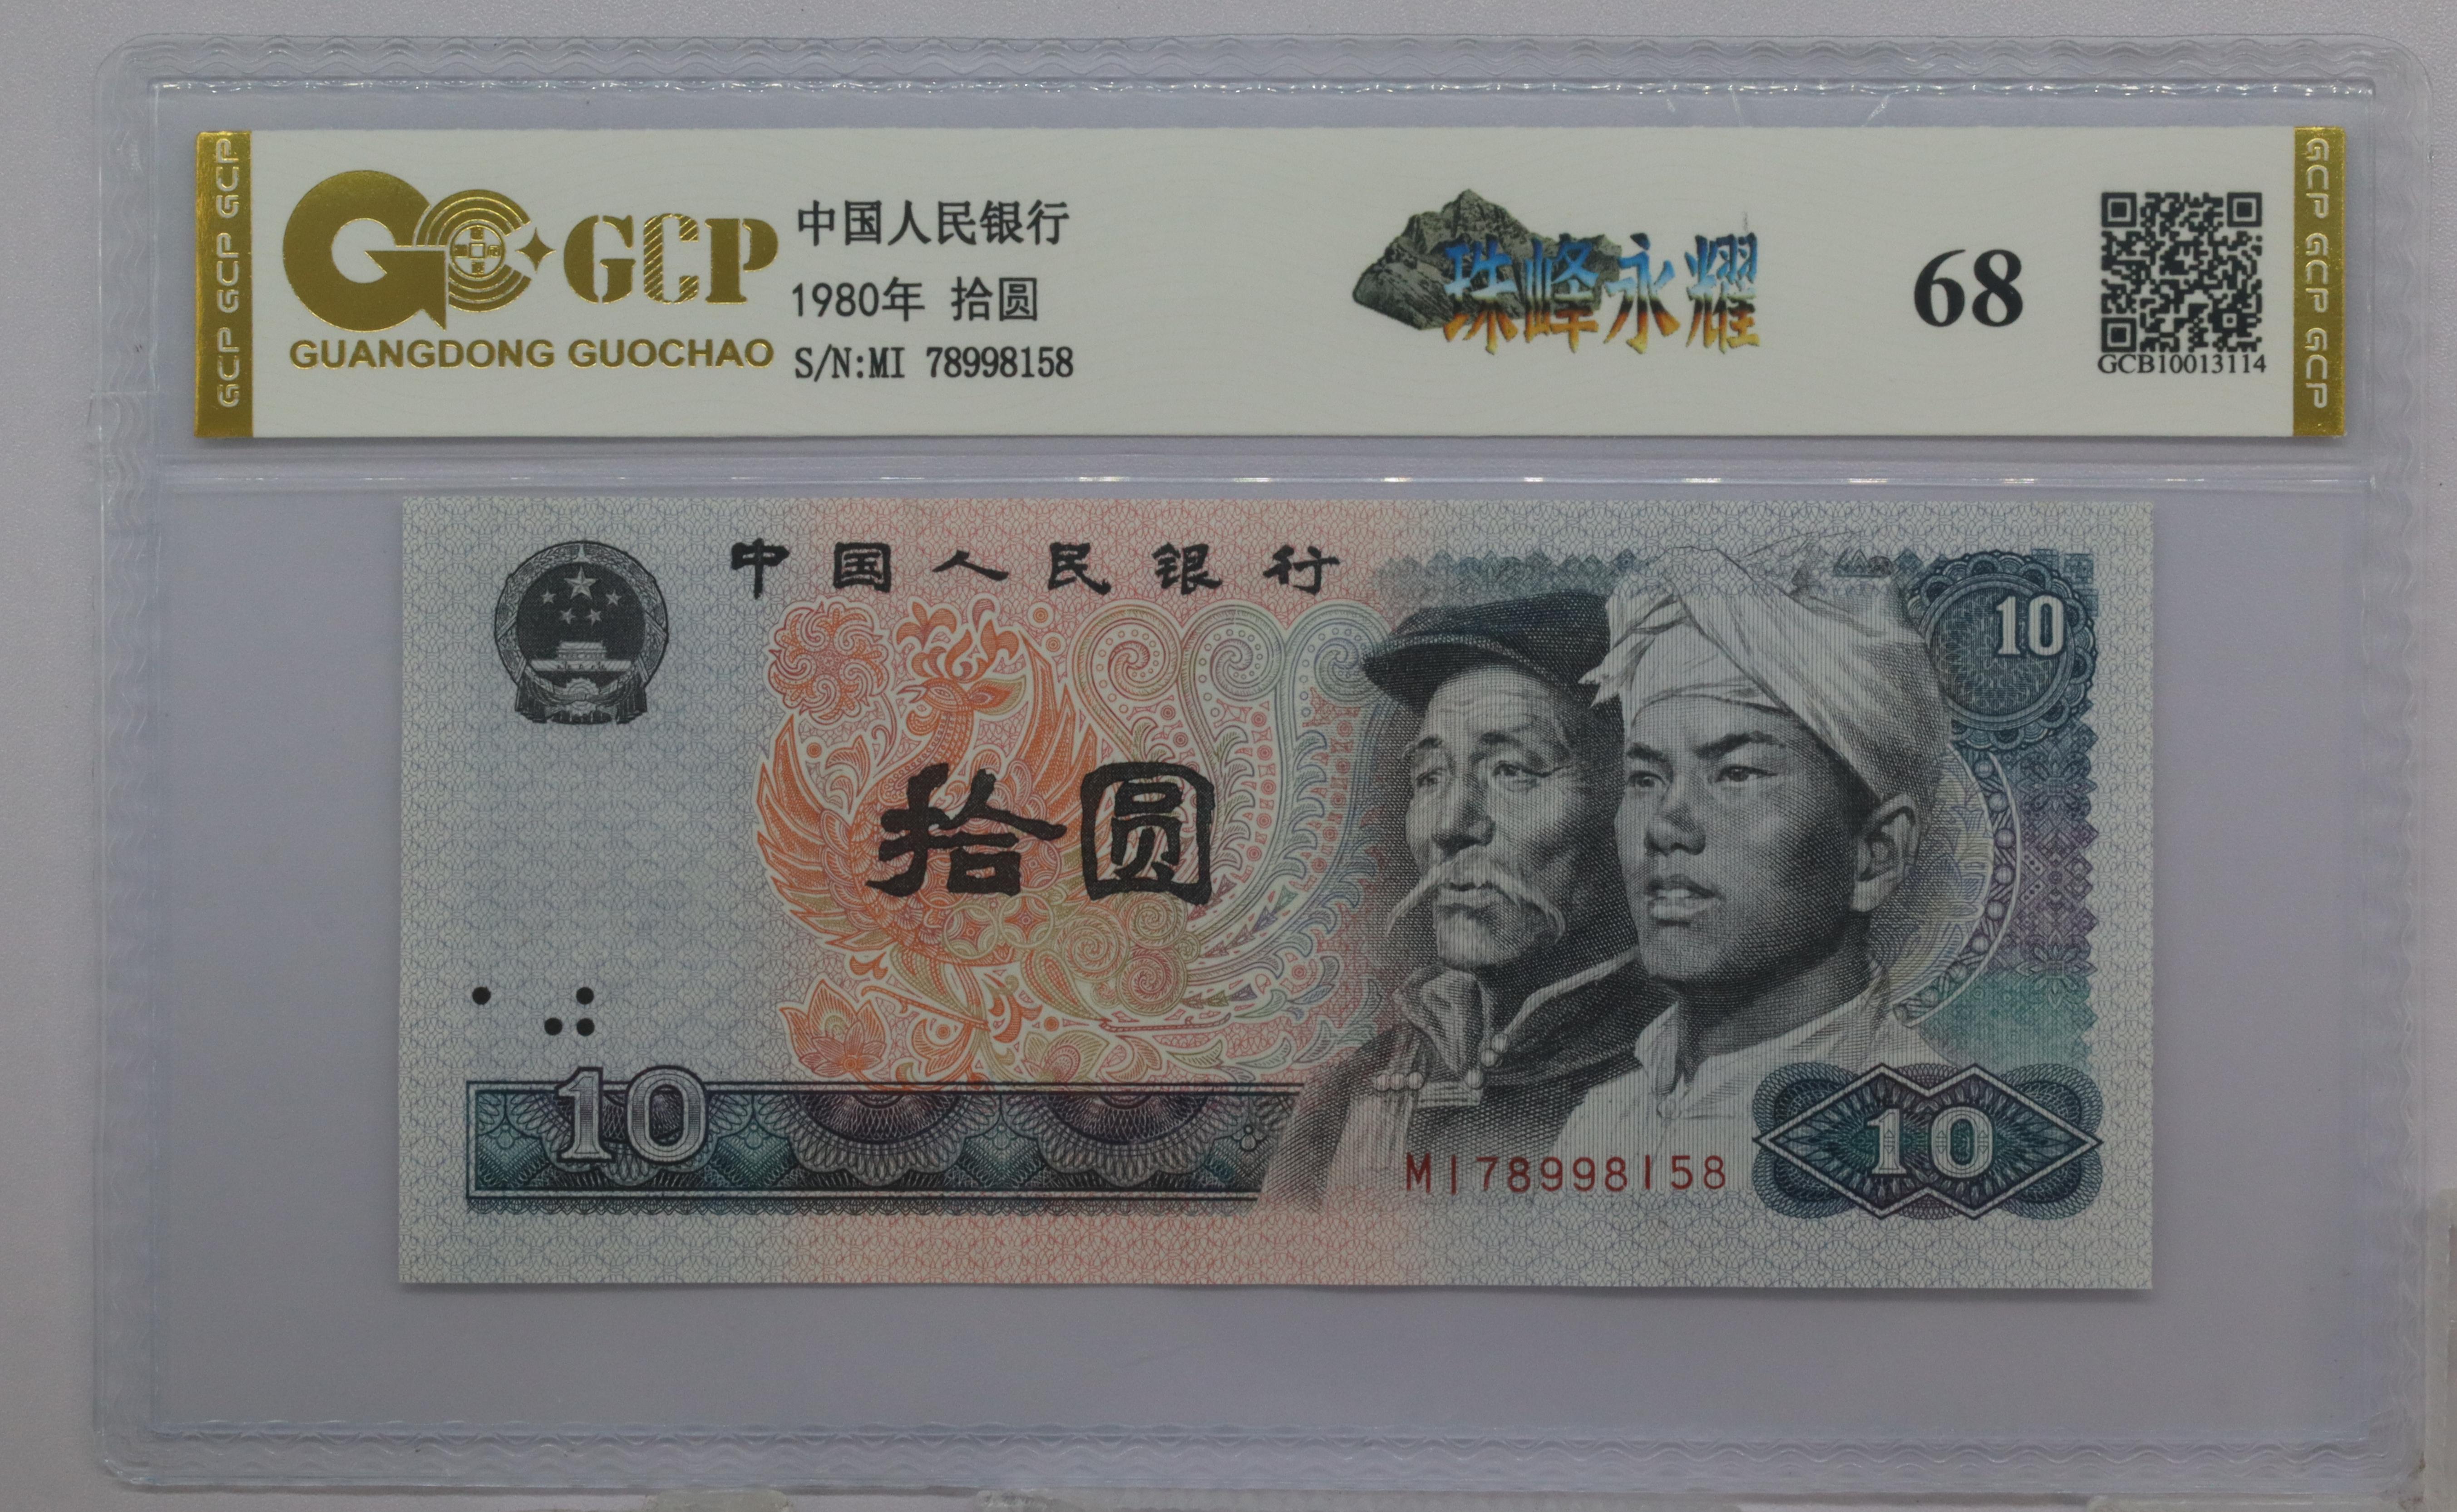 GCP GCP GCP
GCP
GUANGDONG GUOCHAO
中国人民银行
1980年 拾圆
S/N:MI 78998158
珠峰永耀
68
GCB10013114
GCP GCP GCP
中国人民银行
10
拾圆
10
MI78998158
10